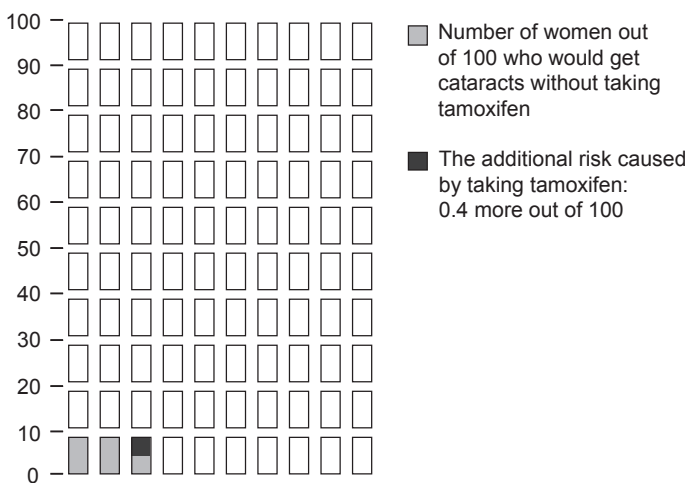 100
90
80
70
60
50
40
30
20
10
0
Number of women out
of 100 who would get
cataracts without taking
tamoxifen
The additional risk caused
by taking tamoxifen:
0.4 more out of 100